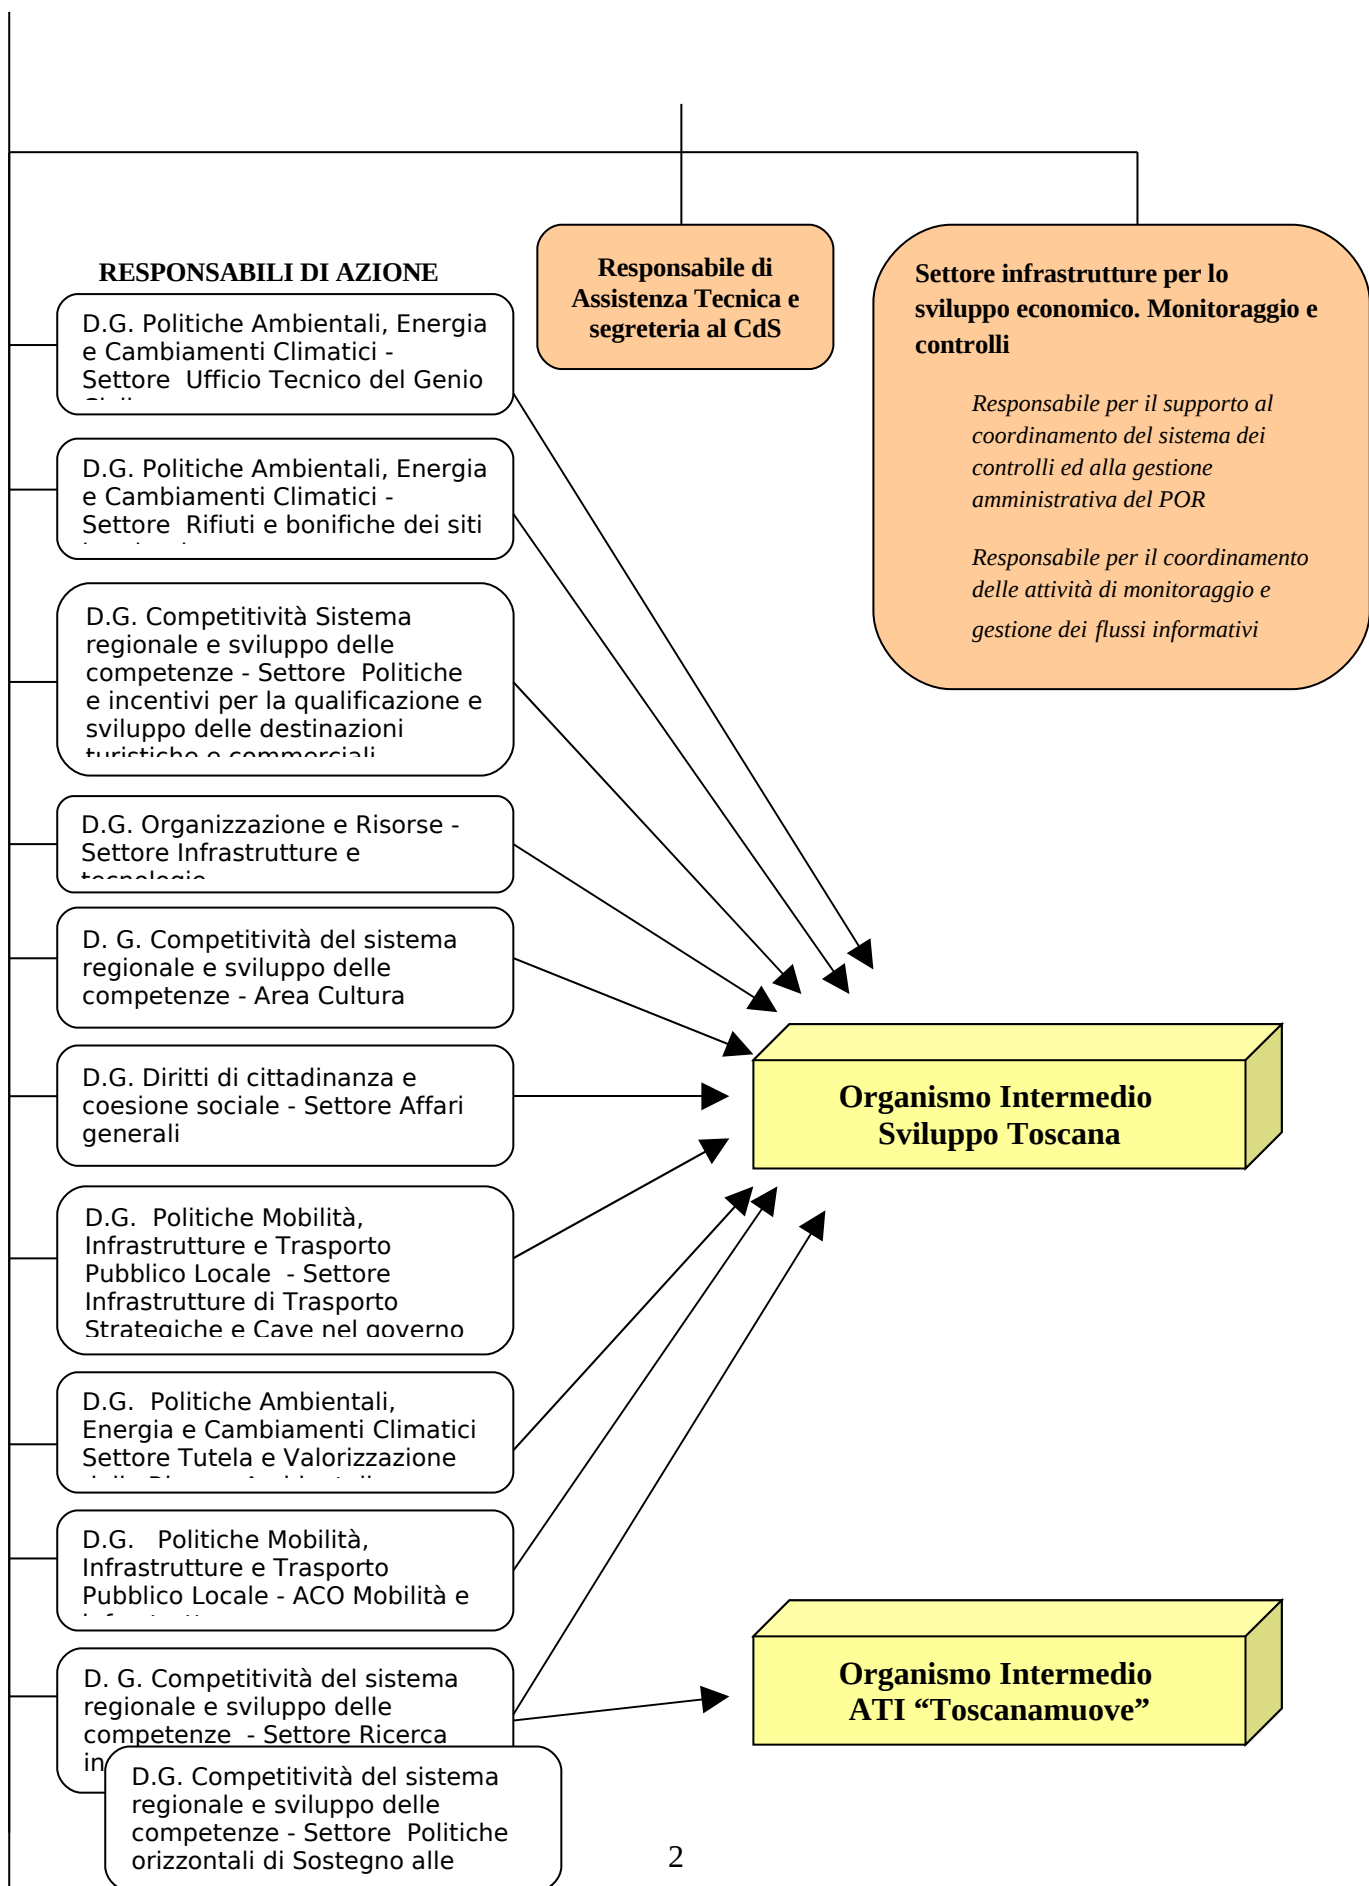 RESPONSABILI DI AZIONE
D.G. Politiche Ambientali, Energia
e Cambiamenti Climatici -
Settore  Ufficio Tecnico del Genio
D.G. Politiche Ambientali, Energia
e Cambiamenti Climatici -
Settore  Rifiuti e bonifiche dei siti
D.G. Competitività Sistema
regionale e sviluppo delle
competenze - Settore  Politiche
e incentivi per la qualificazione e
sviluppo delle destinazioni
turistiche e commerciali
D.G. Organizzazione e Risorse -
Settore Infrastrutture e
tecnologie
D. G. Competitività del sistema
regionale e sviluppo delle
competenze - Area Cultura
D.G. Diritti di cittadinanza e
coesione sociale - Settore Affari
generali
D.G.  Politiche Mobilità,
Infrastrutture e Trasporto
Pubblico Locale  - Settore
Infrastrutture di Trasporto
Strategiche e Cave nel governo
D.G.  Politiche Ambientali,
Energia e Cambiamenti Climatici
Settore Tutela e Valorizzazione
D.G.   Politiche Mobilità,
Infrastrutture e Trasporto
Pubblico Locale - ACO Mobilità e
D. G. Competitività del sistema
regionale e sviluppo delle
competenze  - Settore Ricerca
in
D.G. Competitività del sistema
regionale e sviluppo delle
competenze - Settore  Politiche
orizzontali di Sostegno alle
Responsabile di
Assistenza Tecnica e
segreteria al CdS
Settore infrastrutture per lo
sviluppo economico. Monitoraggio e
controlli
Responsabile per il supporto al
coordinamento del sistema dei
controlli ed alla gestione
amministrativa del POR
Responsabile per il coordinamento
delle attività di monitoraggio e
gestione dei flussi informativi
Organismo Intermedio
Sviluppo Toscana
Organismo Intermedio
ATI “Toscanamuove”
2